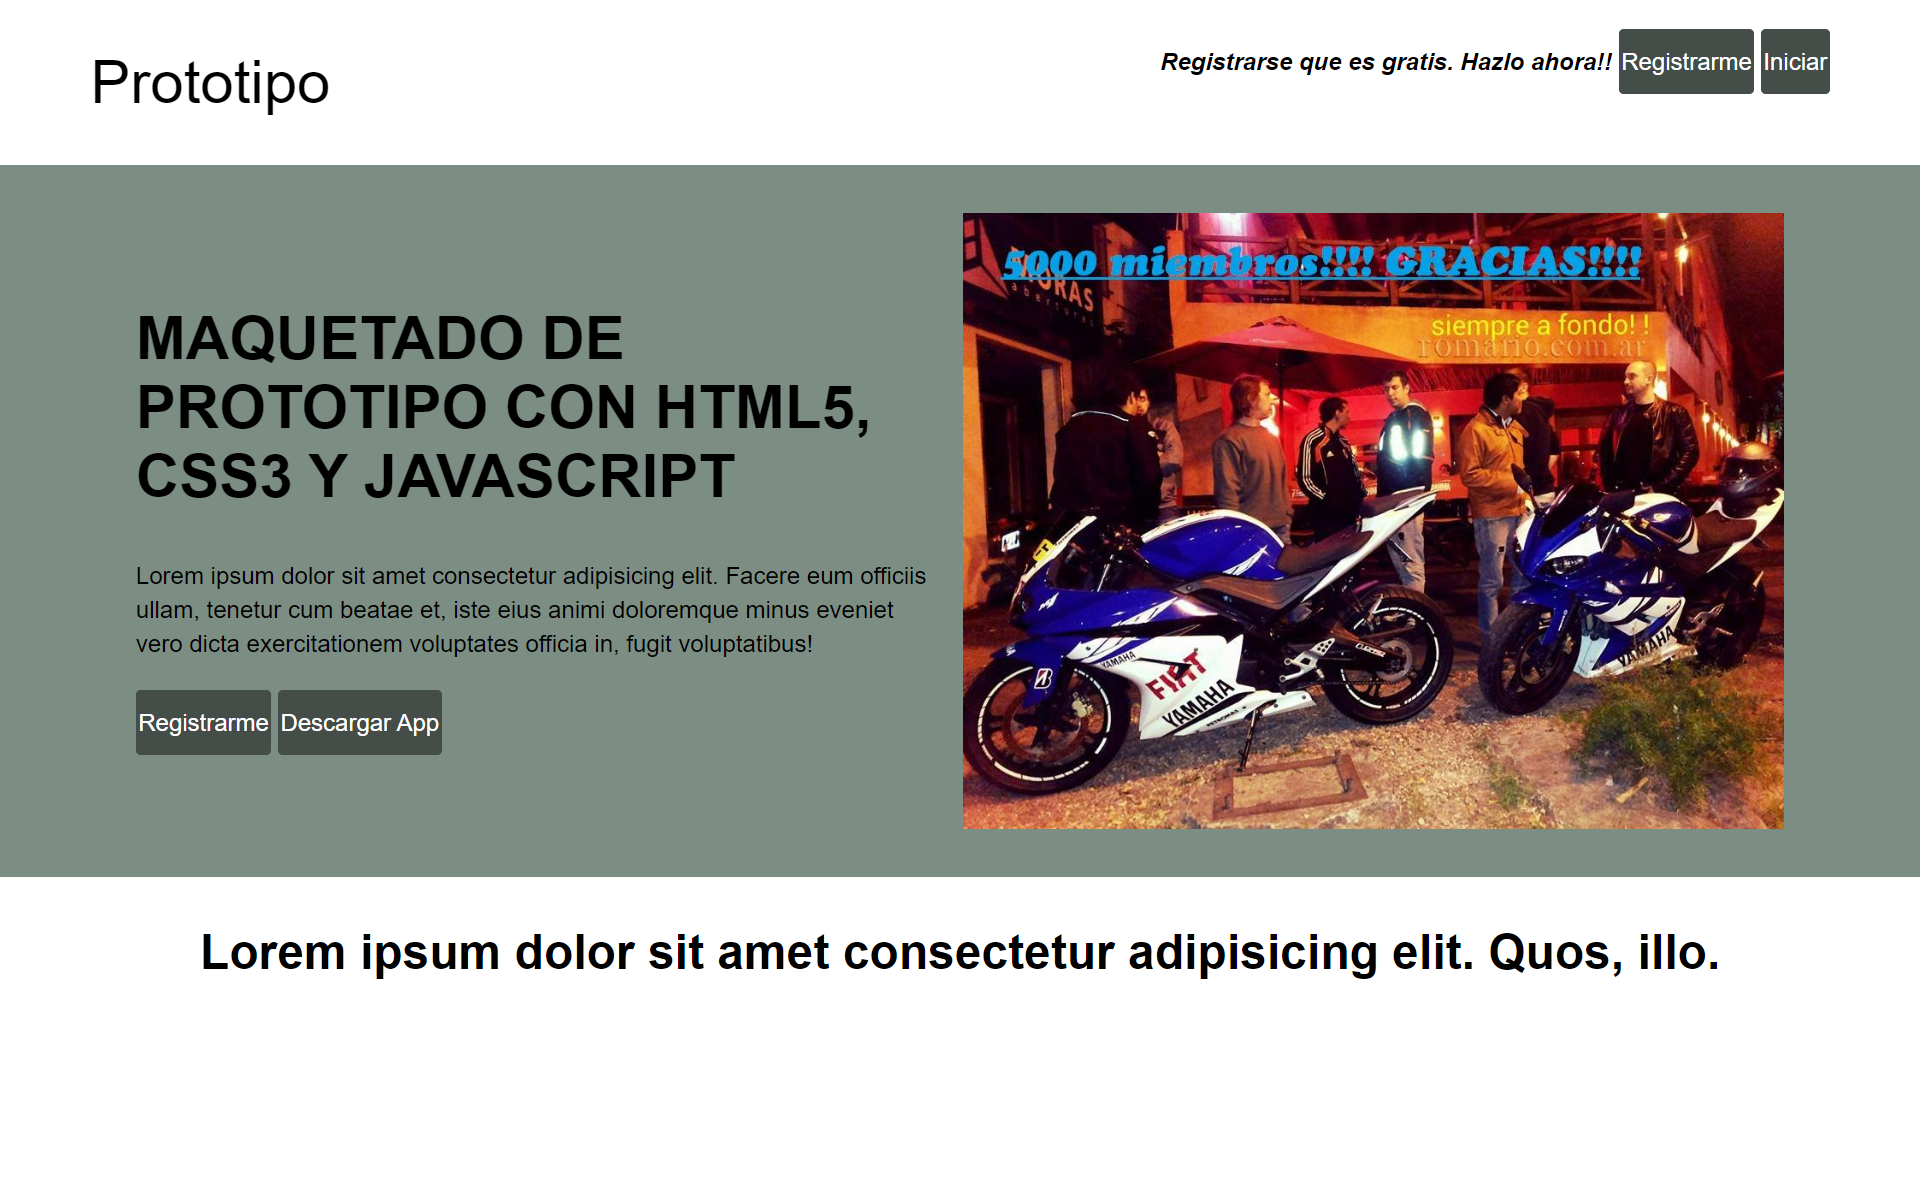 Prototipo
Registrarse que es gratis. Hazlo ahora!! Registrarme Iniciar
MAQUETADO DE
PROTOTIPO CON HTML5,
CSS3 Y JAVASCRIPT
Lorem ipsum dolor sit amet consectetur adipisicing elit. Facere eum officiis
ullam, tenetur cum beatae et, iste eius animi doloremque minus eveniet
vero dicta exercitationem voluptates officia in, fugit voluptatibus!
Registrarme Descargar App
5000 miembros!!!! GRACIAS!!!!
siempre a fondo! !
romario.com.ar
YAMAHA
FIAT
YAMAHA
PETRONAS
YAMAHA
Lorem ipsum dolor sit amet consectetur adipisicing elit. Quos, illo.